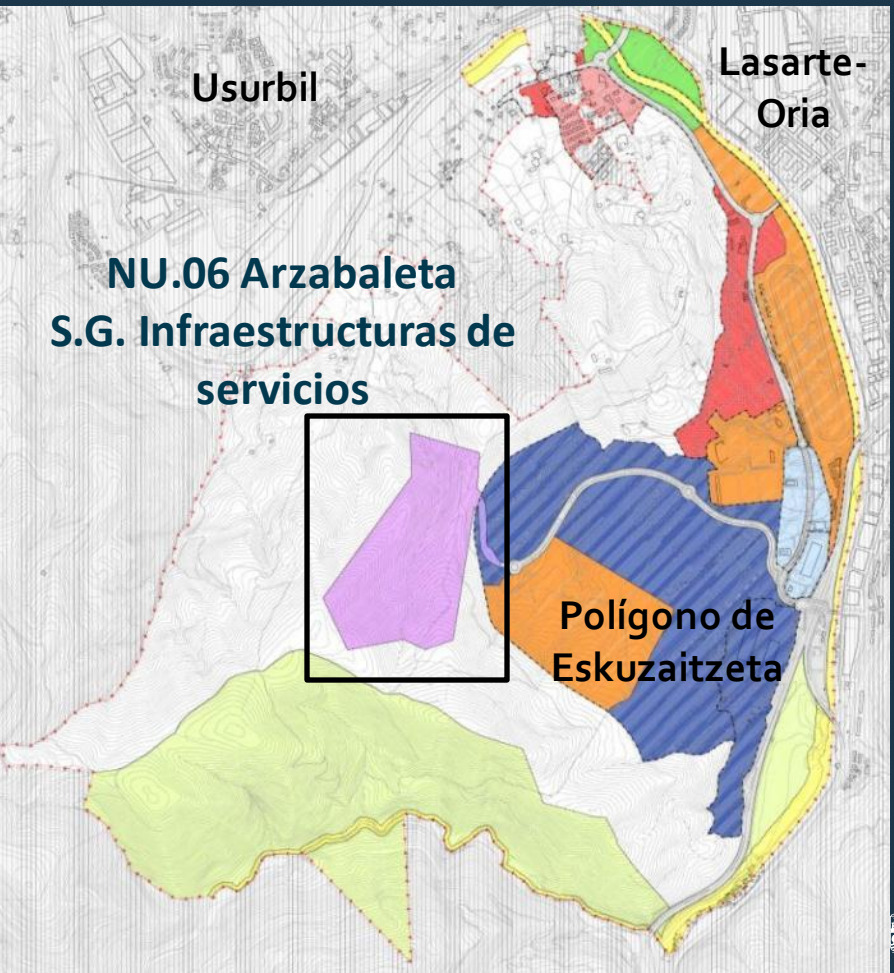 Usurbil
Lasarte-
Oria
NU.06 Arzabaleta
S.G. Infraestructuras de
servicios
Polígono de
Eskuzaitzeta